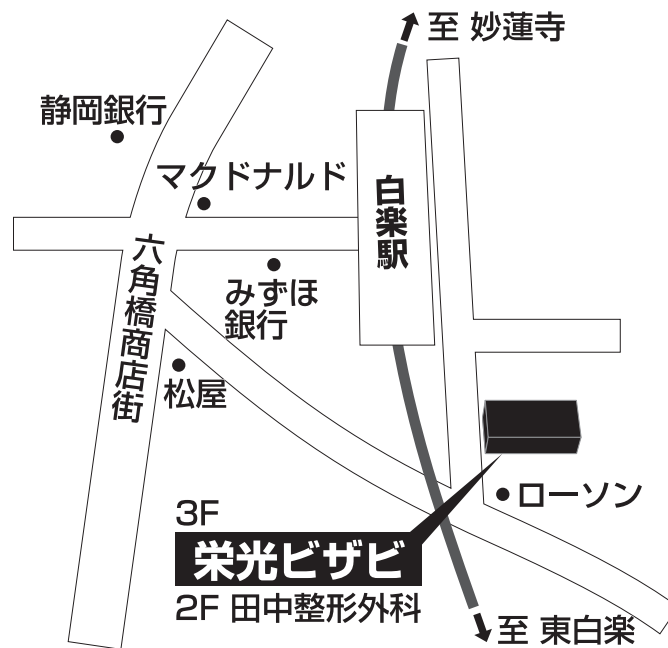 至 妙蓮寺
静岡銀行
マクドナルド
白楽駅
六角橋商店街
みずほ
銀行
松屋
ローソン
3F
栄光ビザビ
2F 田中整形外科
至 東白楽